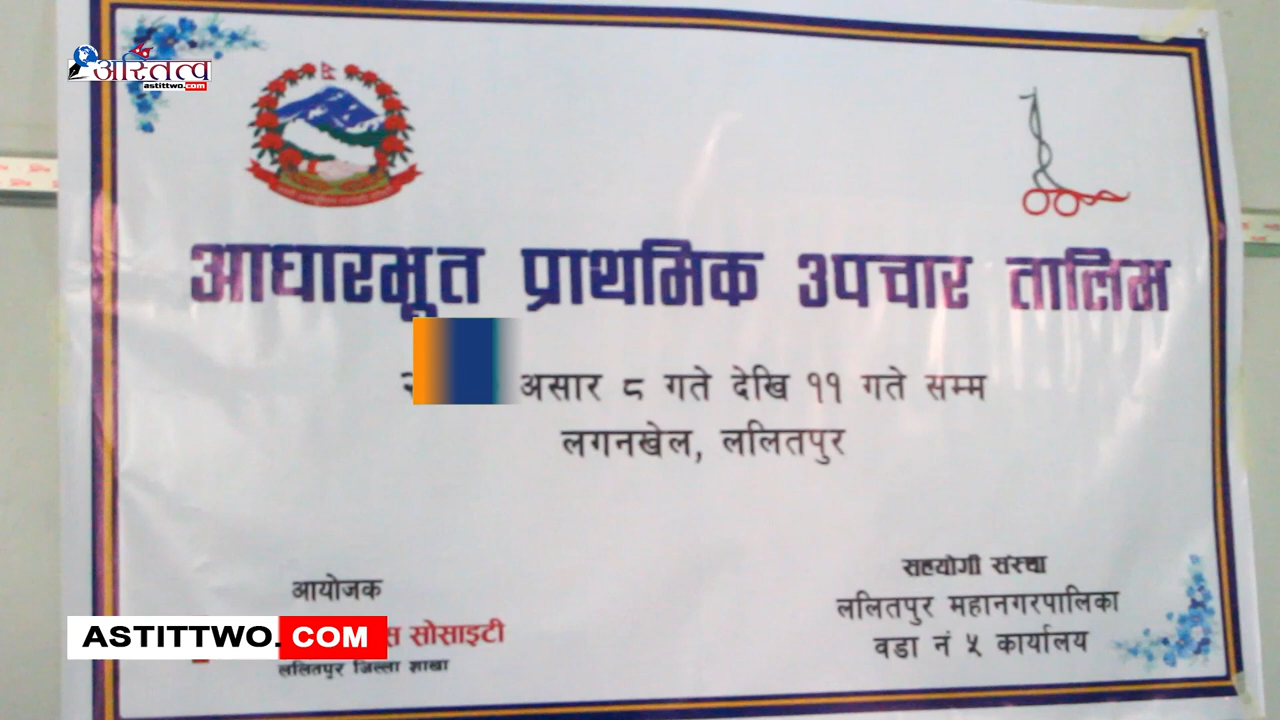 अस्तित्व
astittwo.com
आधारभूत प्राथमिक उपचार तालिम
असार ८ गते देखि ११ गते सम्म
लगनखेल, ललितपुर
आयोजक
सोसाइटी
ललितपुर जिल्ला शाखा
सहयोगी संस्था
ललितपुर महानगरपालिका
वडा नं ५ कार्यालय
ASTITTWO.COM